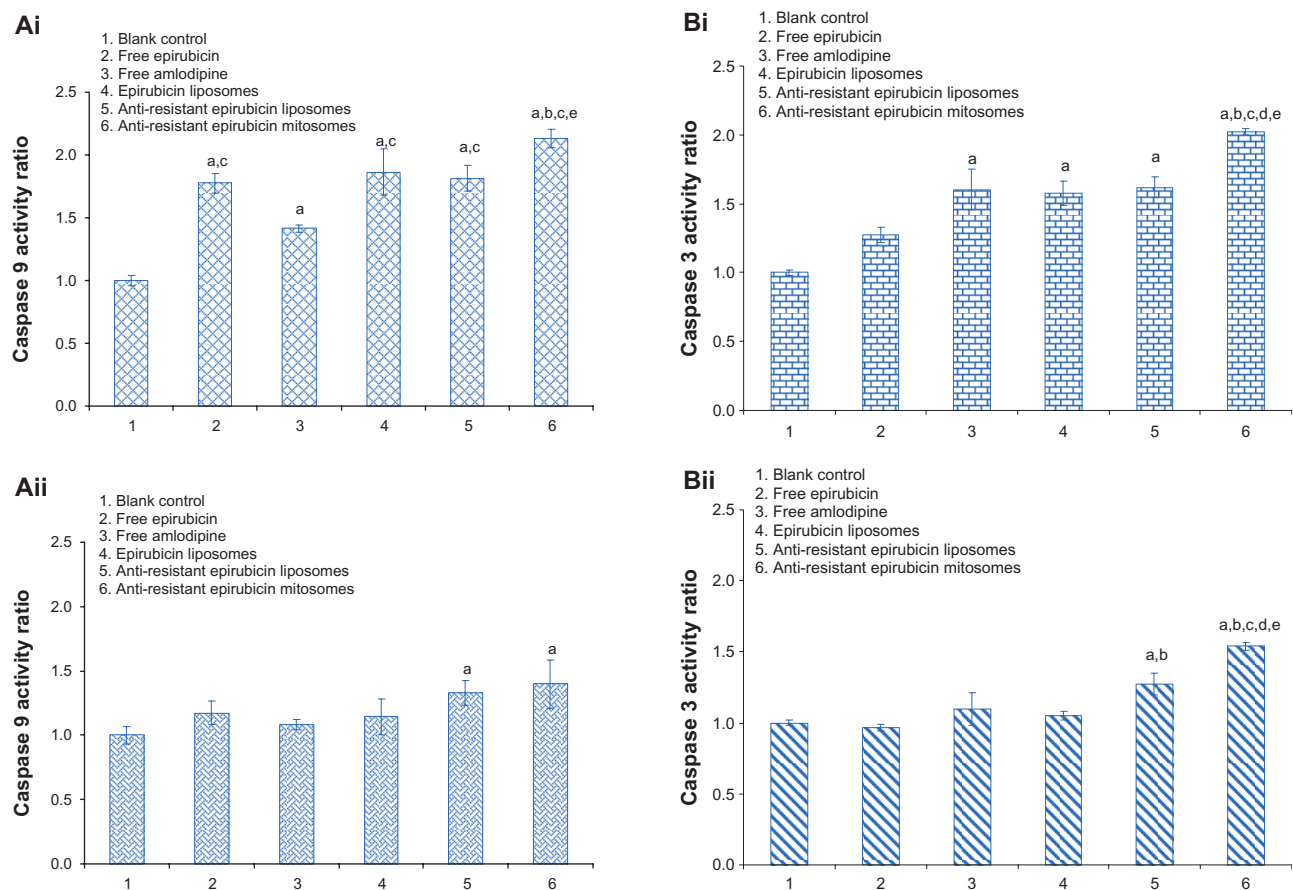 Ai
1. Blank control
2. Free epirubicin
3. Free amlodipine
4. Epirubicin liposomes
5. Anti-resistant epirubicin liposomes
6. Anti-resistant epirubicin mitosomes
Caspase 9 activity ratio
2.5
2.0
1.5
1.0
0.5
0.0
a,c
a
a,c
a,c
a,b,c,e
1 2 3 4 5 6
Bi
1. Blank control
2. Free epirubicin
3. Free amlodipine
4. Epirubicin liposomes
5. Anti-resistant epirubicin liposomes
6. Anti-resistant epirubicin mitosomes
Caspase 3 activity ratio
2.5
2.0
1.5
1.0
0.5
0.0
a
a
a
a,b,c,d,e
1 2 3 4 5 6
Aii
1. Blank control
2. Free epirubicin
3. Free amlodipine
4. Epirubicin liposomes
5. Anti-resistant epirubicin liposomes
6. Anti-resistant epirubicin mitosomes
Caspase 9 activity ratio
2.5
2.0
1.5
1.0
0.5
0.0
a
a
1 2 3 4 5 6
Bii
1. Blank control
2. Free epirubicin
3. Free amlodipine
4. Epirubicin liposomes
5. Anti-resistant epirubicin liposomes
6. Anti-resistant epirubicin mitosomes
Caspase 3 activity ratio
2.5
2.0
1.5
1.0
0.5
0.0
a,b
a,b,c,d,e
1 2 3 4 5 6